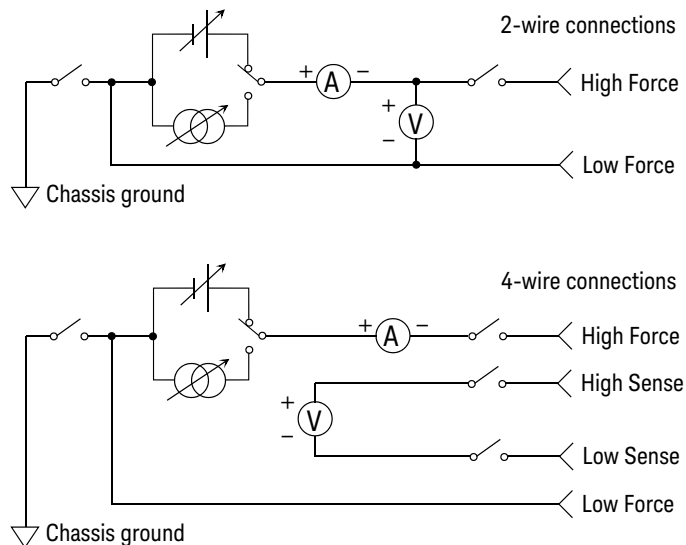 2-wire connections
+ A −
High Force
+
V
−
Low Force
Chassis ground
4-wire connections
+ A −
High Force
High Sense
+
V
−
Low Sense
Low Force
Chassis ground